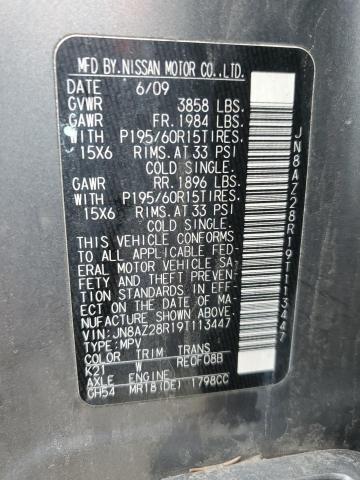 MFD BY. NISSAN MOTOR CO.,LTD.
DATE 6/09
GVWR 3858 LBS.
GAWR FR. 1984 LBS.
WITH P195/60R15TIRES.
15X6 RIMS. AT 33 PSI
COLD SINGLE.
GAWR RR. 1896 LBS.
WITH P195/60R15TIRES.
15X6 RIMS. AT 33 PSI
COLD SINGLE.
THIS VEHICLE CONFORMS
TO ALL APPLICABLE FED-
ERAL MOTOR VEHICLE SA-
FETY AND THEFT PREVEN-
TION STANDARDS IN EFF-
ECT ON THE DATE OF MA-
NUFACTURE SHOWN ABOVE.
VIN: JN8AZ28R19T113447
TYPE: MPV
COLOR TRIM TRANS
K21 W RE0F08B
AXLE ENGINE
GH54 MR18(DE) 1798CC
JN8AZ28R19T113447